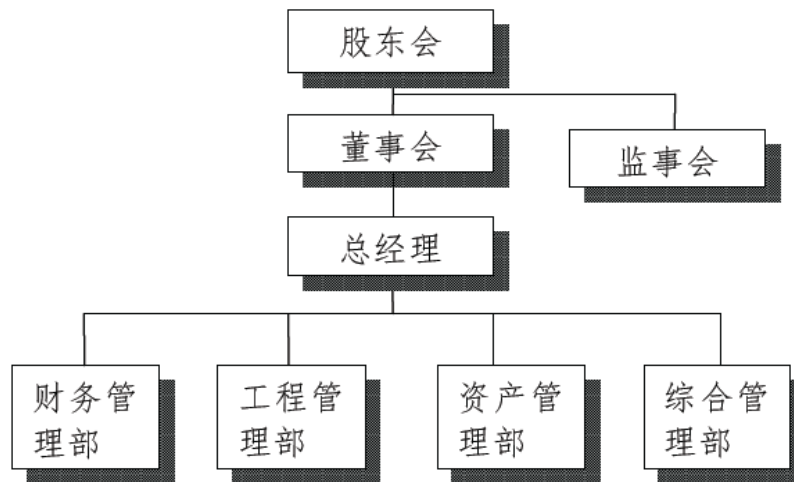 股东会
董事会
监事会
总经理
财务管
理部
工程管
理部
资产管
理部
综合管
理部